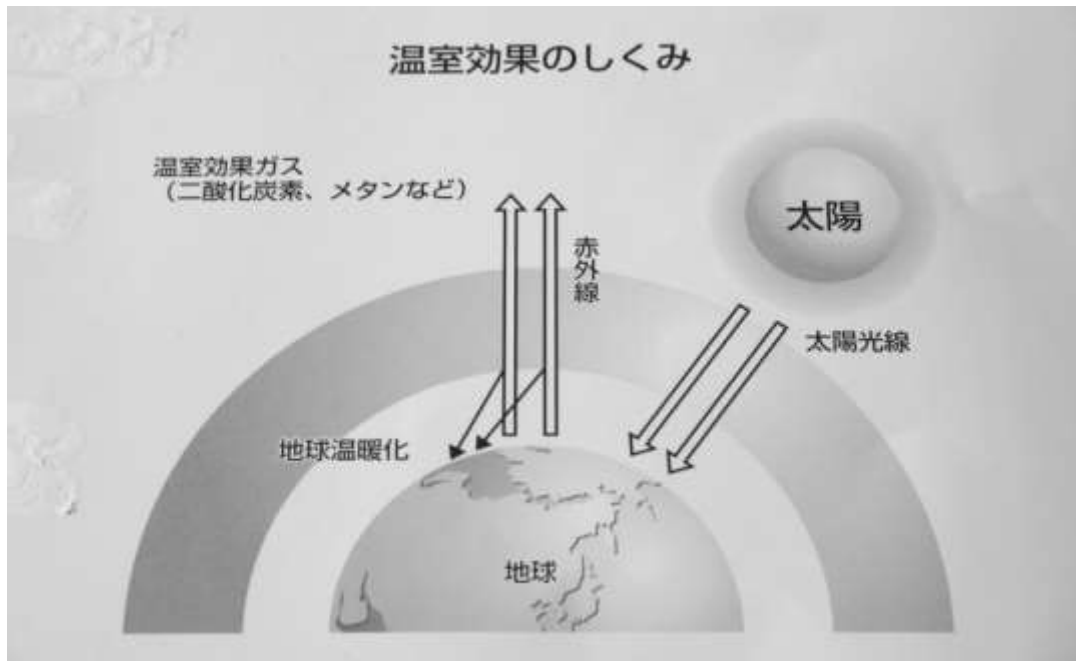 温室効果のしくみ
温室効果ガス
（二酸化炭素、メタンなど）
太陽
赤外線
太陽光線
地球温暖化
地球